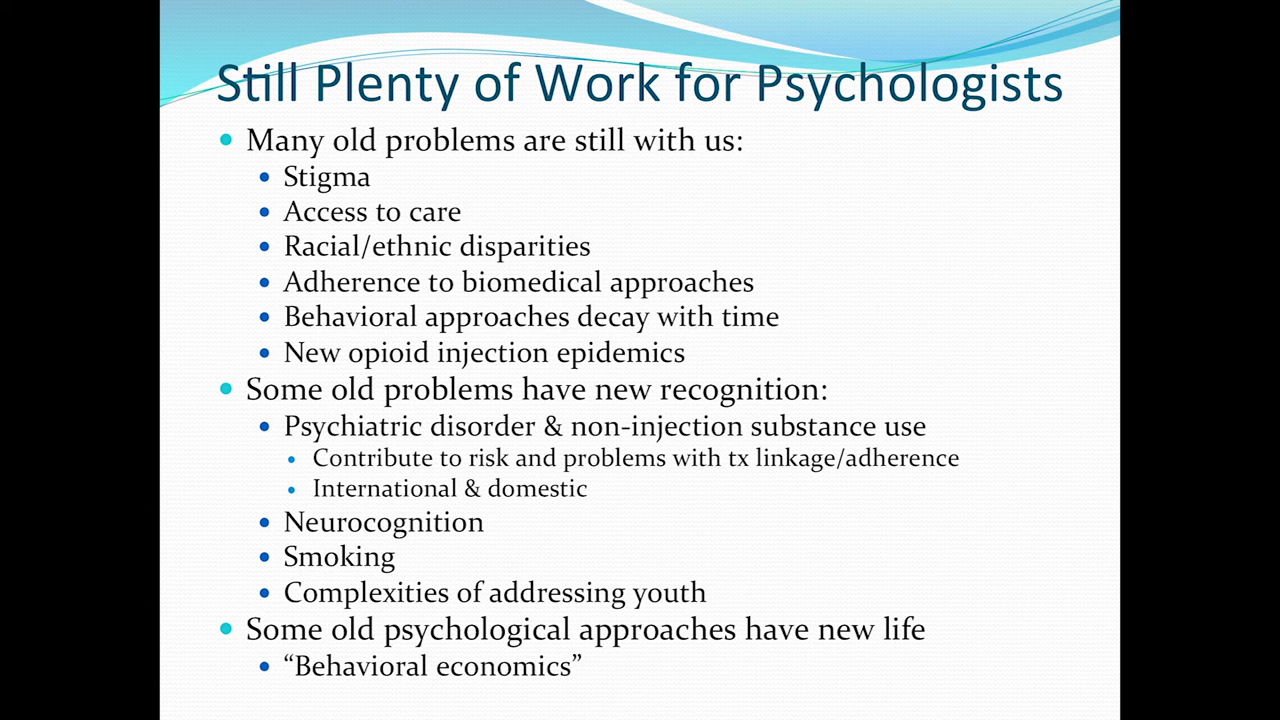 Still Plenty of Work for Psychologists
• Many old problems are still with us:
• Stigma
• Access to care
• Racial/ethnic disparities
• Adherence to biomedical approaches
• Behavioral approaches decay with time
• New opioid injection epidemics
• Some old problems have new recognition:
• Psychiatric disorder & non-injection substance use
• Contribute to risk and problems with tx linkage/adherence
• International & domestic
• Neurocognition
• Smoking
• Complexities of addressing youth
• Some old psychological approaches have new life
• “Behavioral economics”